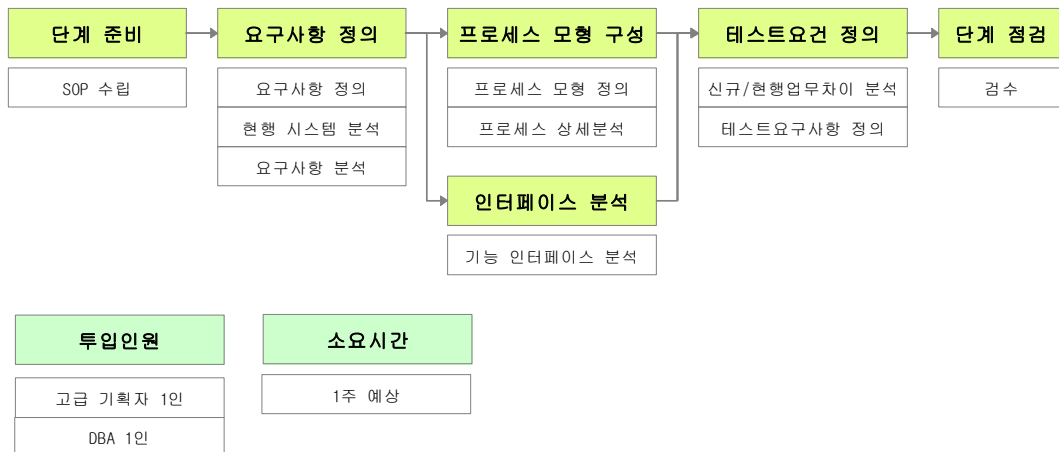 단계 준비
SOP 수립
요구사항 정의
요구사항 정의
현행 시스템 분석
요구사항 분석
프로세스 모형 구성
프로세스 모형 정의
프로세스 상세분석
인터페이스 분석
기능 인터페이스 분석
테스트요건 정의
신규/현행업무차이 분석
테스트요구사항 정의
단계 점검
검수
투입인원
고급 기획자 1인
DBA 1인
소요시간
1주 예상